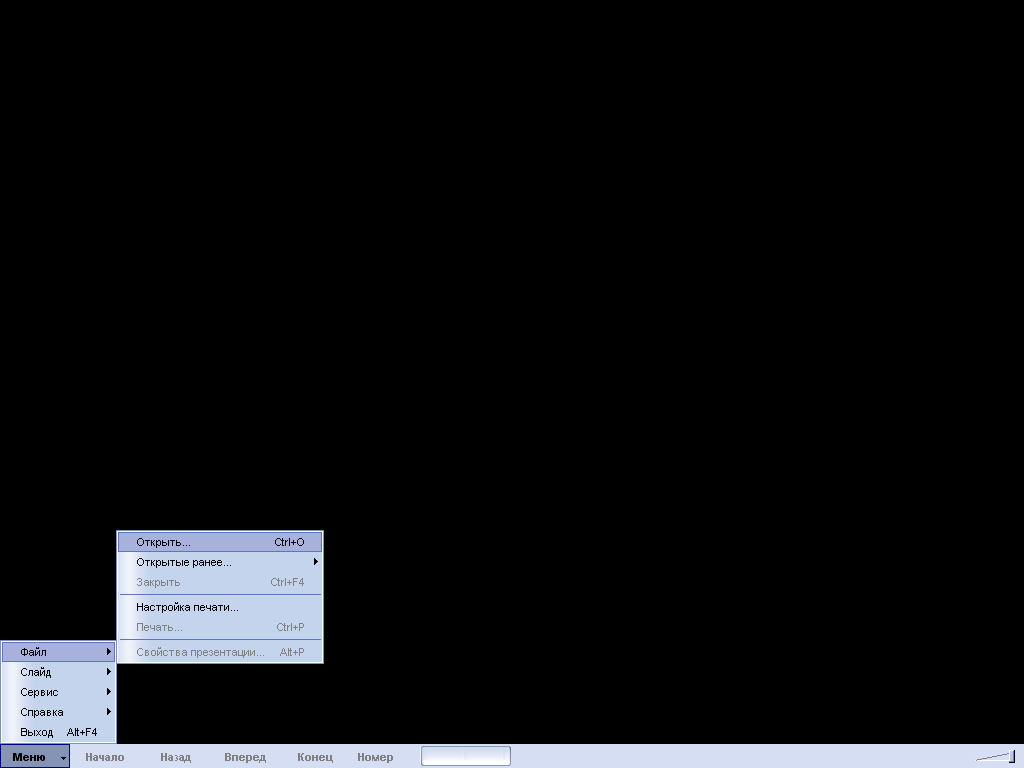 Открыть... Ctrl+O
Открытые ранее...
Закрыть Ctrl+F4
Настройка печати...
Печать... Ctrl+P
Свойства презентации... Alt+P
Файл
Слайд
Сервис
Справка
Выход Alt+F4
Меню Начало Назад Вперед Конец Номер